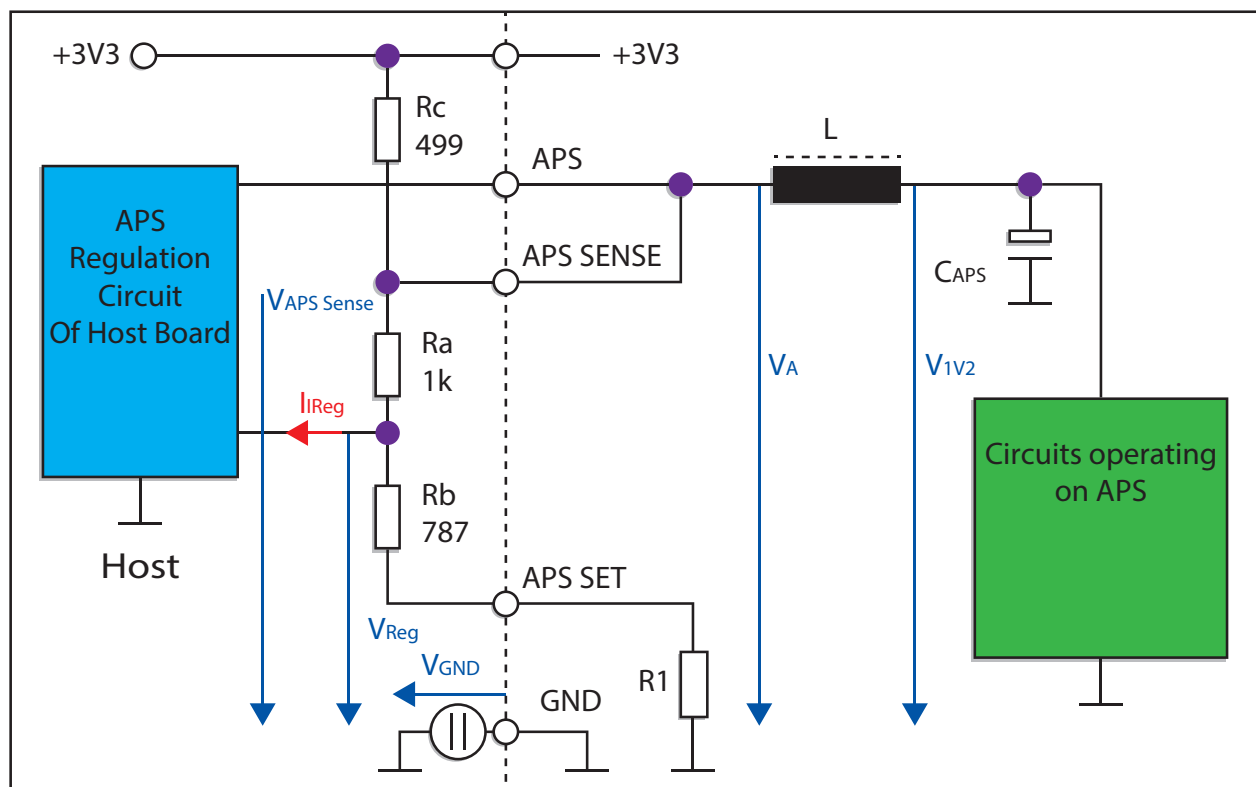 +3V3
+3V3
Rc
499
L
APS
APS
Regulation
Circuit
Of Host Board
APS SENSE
CAPS
VAPS Sense
Ra
1k
VA
V1V2
IIReg
Circuits operating
on APS
Rb
787
Host
APS SET
VReg
VGND
R1
GND